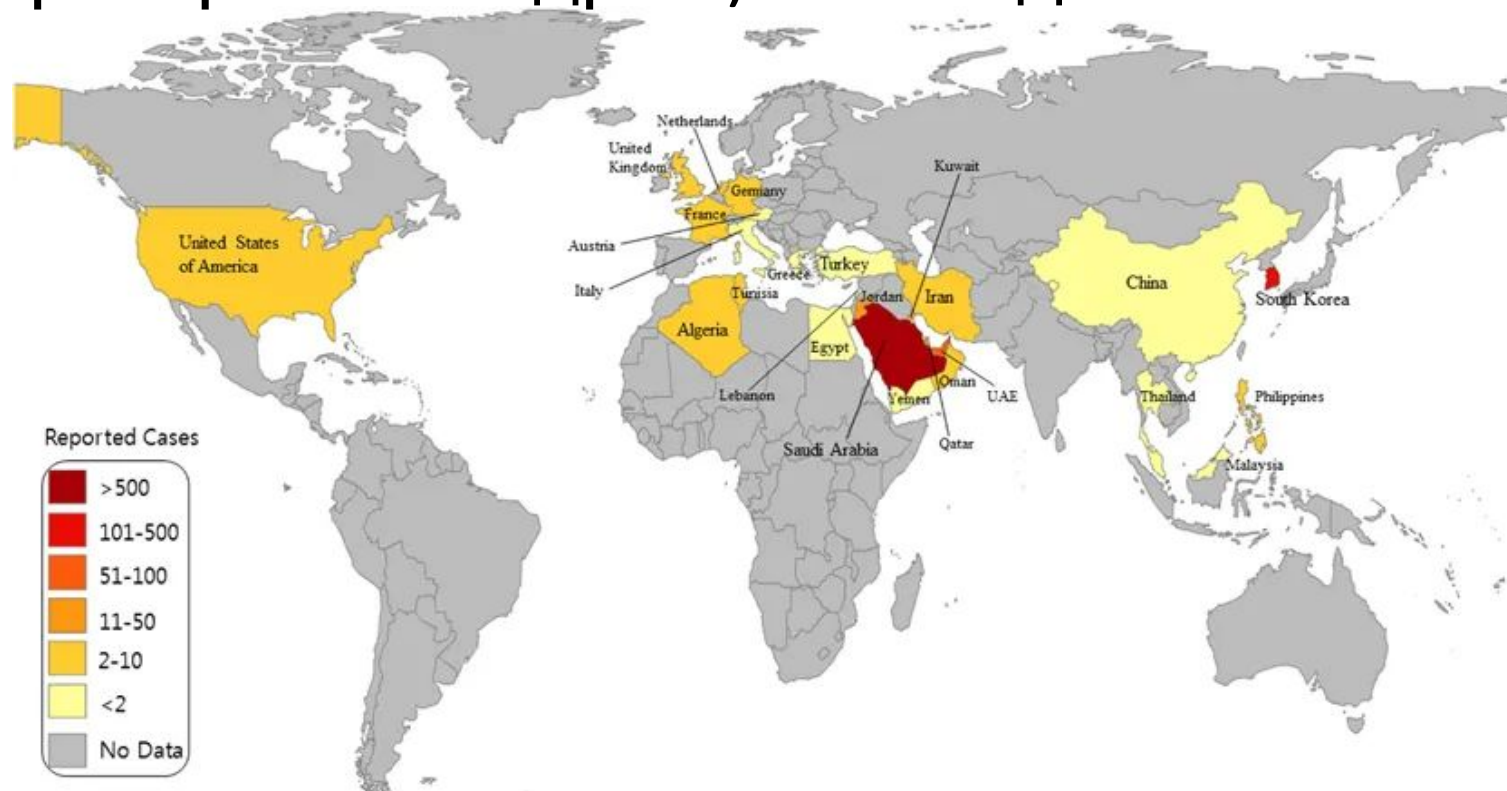 Netherlands
United
Kingdom
Germany
France
Austria
Italy
Greece
Turkey
Tunisia
Algeria
Egypt
Jordan
Iran
Kuwait
Lebanon
Yemen
Oman
UAE
Qatar
Saudi Arabia
United States
of America
China
South Korea
Thailand
Philippines
Malaysia
Reported Cases
>500
101-500
51-100
11-50
2-10
<2
No Data